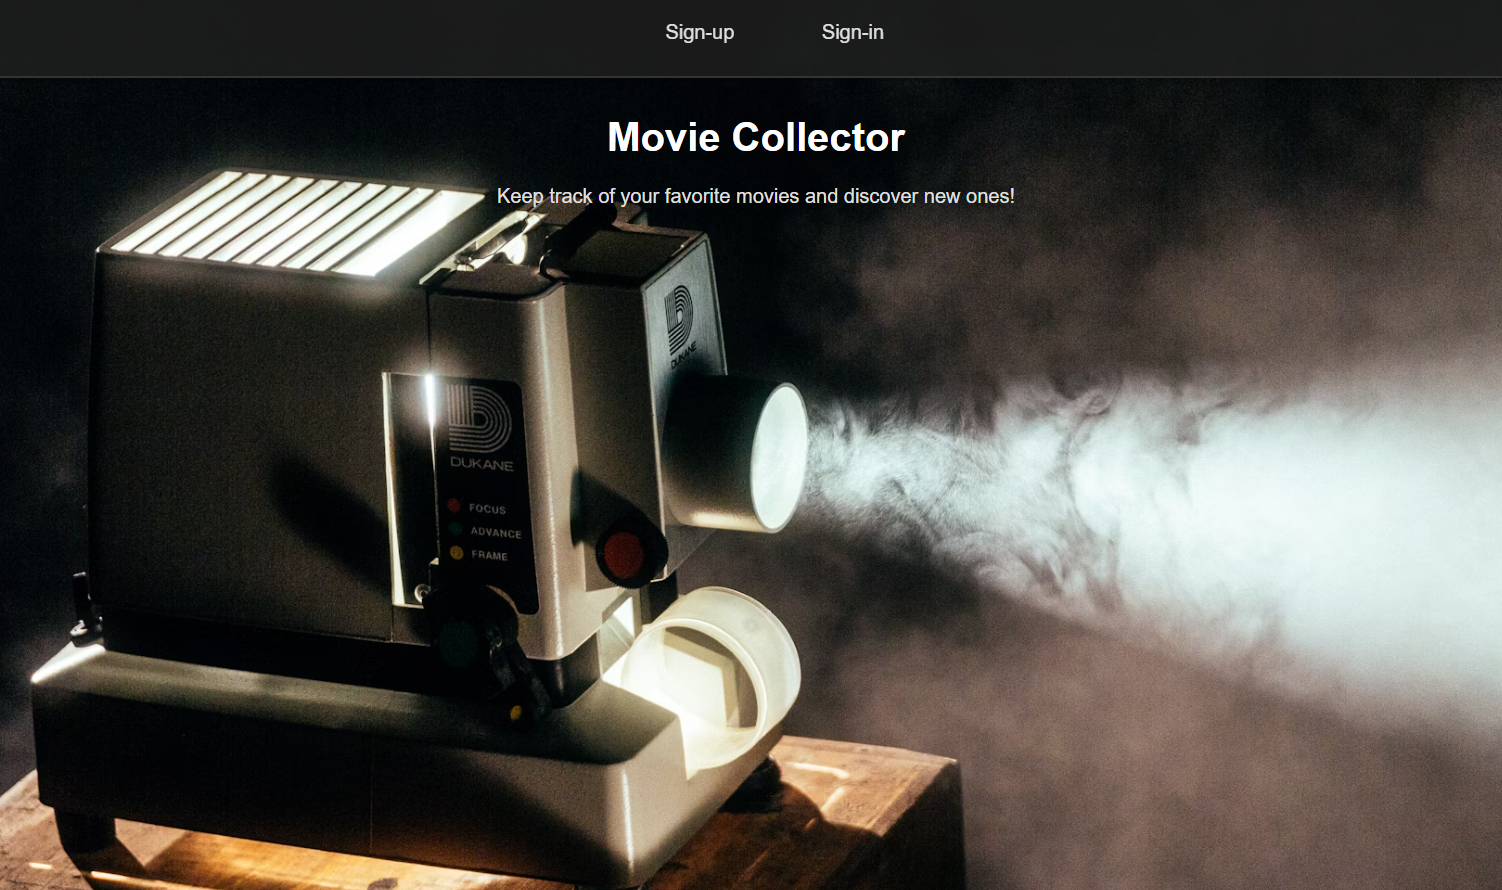 Sign-up Sign-in
Movie Collector
Keep track of your favorite movies and discover new ones!
DUKANE
DUKANE
FOCUS
ADVANCE
FRAME